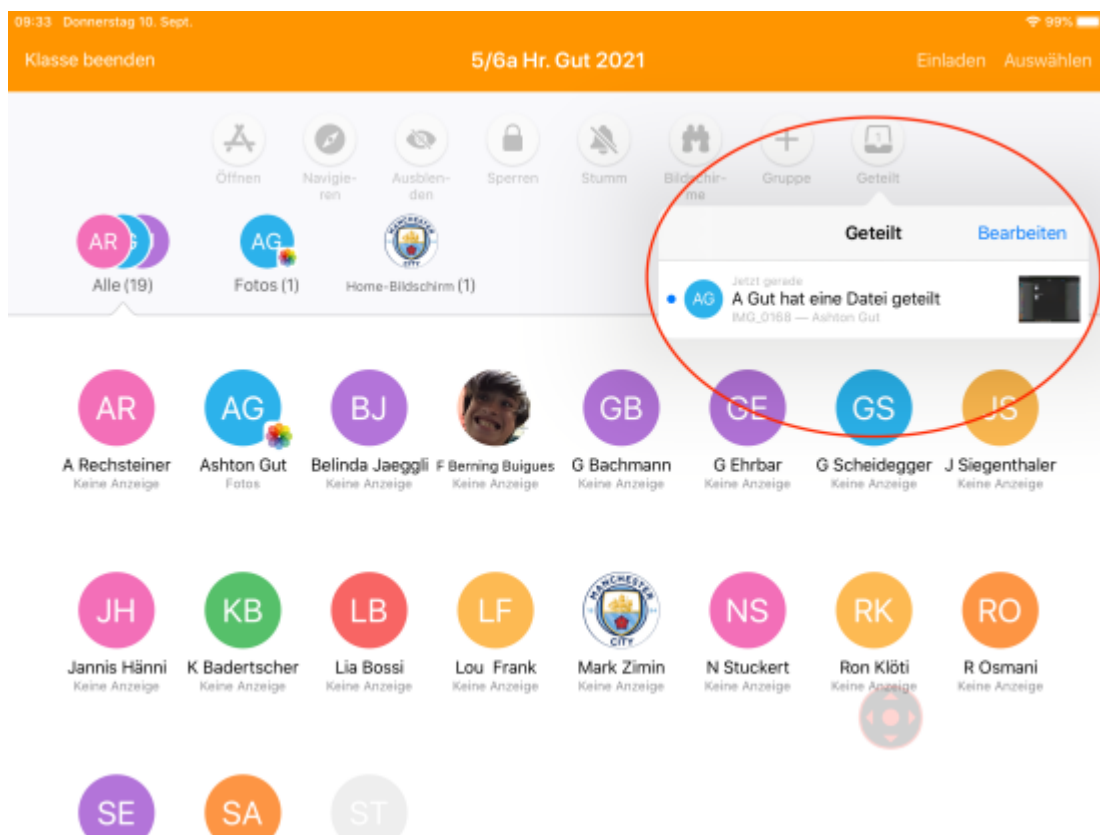 09:33 Donnerstag 10. Sept.
99%
Klasse beenden
5/6a Hr. Gut 2021
Einladen Auswählen
Öffnen
Navigie-
ren
Ausblen-
den
Sperren
Stumm
Bildschir-
me
Gruppe
1
Geteilt
Geteilt
Bearbeiten
AR
AG
MANCHESTER
CITY
Alle (19)
Fotos (1)
Home-Bildschirm (1)
AG
Jetzt gerade
A Gut hat eine Datei geteilt
IMG_0168 — Ashton Gut
AR
AG
BJ
GB
GE
GS
JS
A Rechsteiner
Ashton Gut
Belinda Jaeggli
F Berning Buigues
G Bachmann
G Ehrbar
G Scheidegger
J Siegenthaler
Keine Anzeige
Fotos
Keine Anzeige
Keine Anzeige
Keine Anzeige
Keine Anzeige
Keine Anzeige
Keine Anzeige
JH
KB
LB
LF
MANCHESTER
CITY
NS
RK
RO
Jannis Hänni
K Badertscher
Lia Bossi
Lou Frank
Mark Zimin
N Stuckert
Ron Klöti
R Osmani
Keine Anzeige
Keine Anzeige
Keine Anzeige
Keine Anzeige
Keine Anzeige
Keine Anzeige
Keine Anzeige
Keine Anzeige
SE
SA
ST